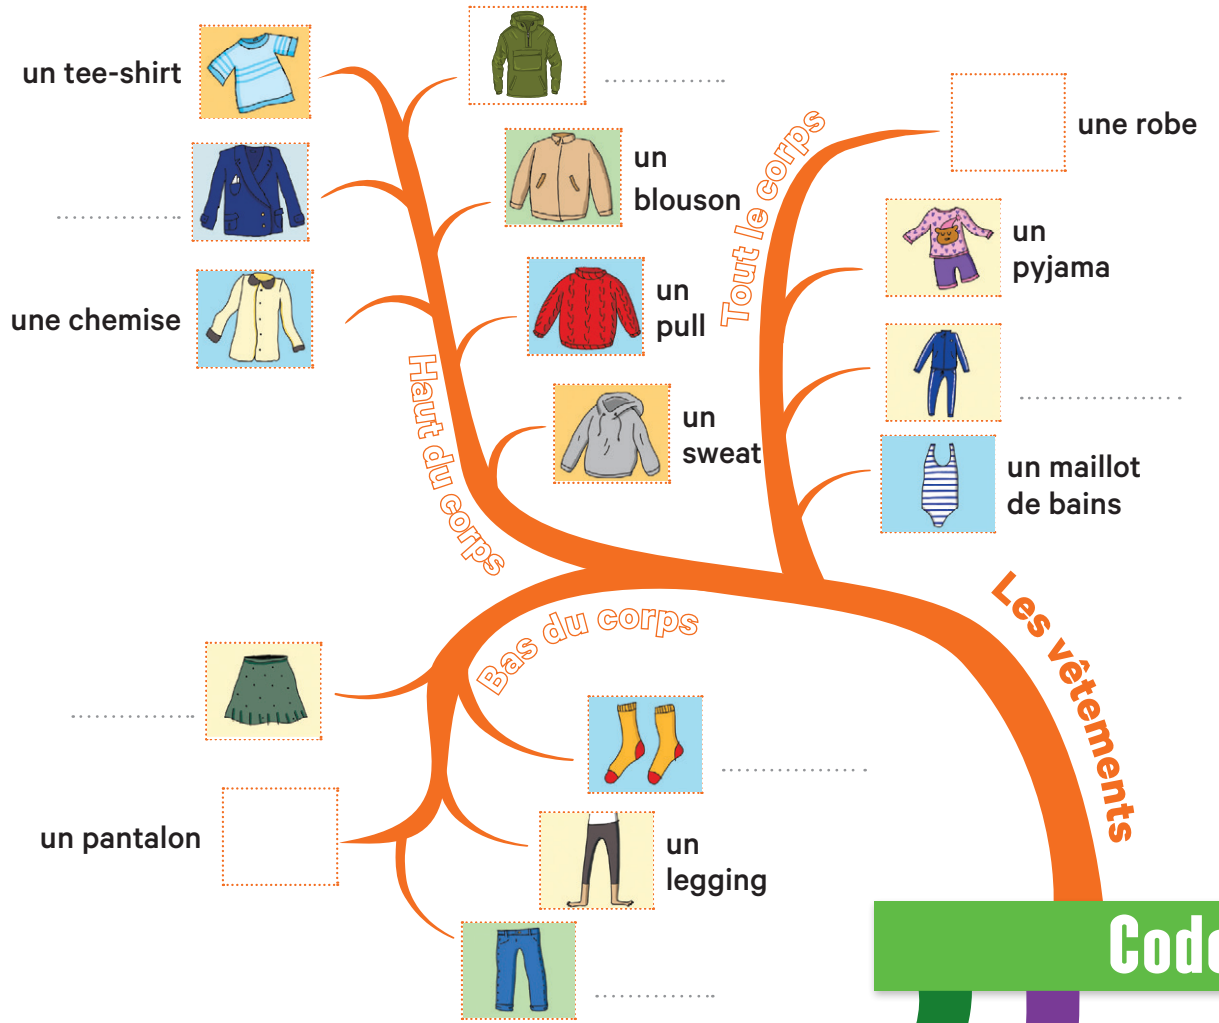 un tee-shirt
une chemise
un
blouson
un
pull
un
sweat
Haut du corps
Tout le corps
une robe
un
pyjama
un maillot
de bains
Les vêtements
Bas du corps
un pantalon
un
legging
Code